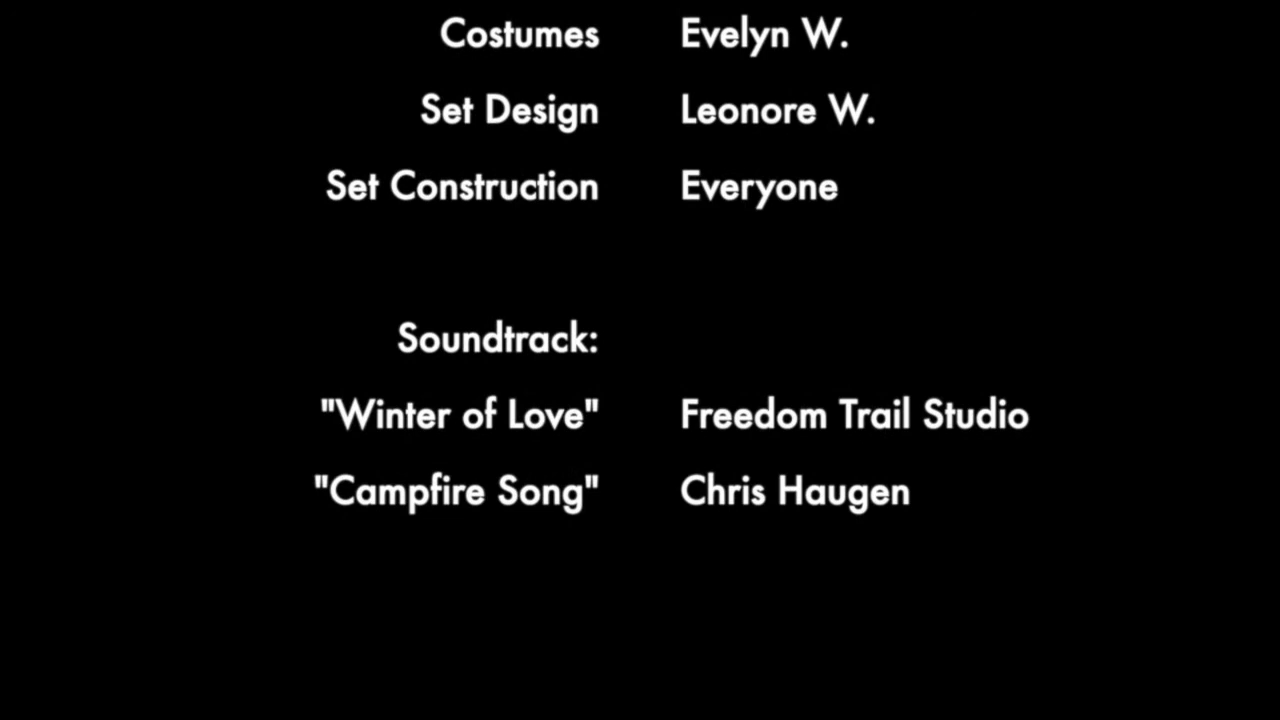 Costumes Evelyn W.
Set Design Leonore W.
Set Construction Everyone
Soundtrack:
"Winter of Love" Freedom Trail Studio
"Campfire Song" Chris Haugen